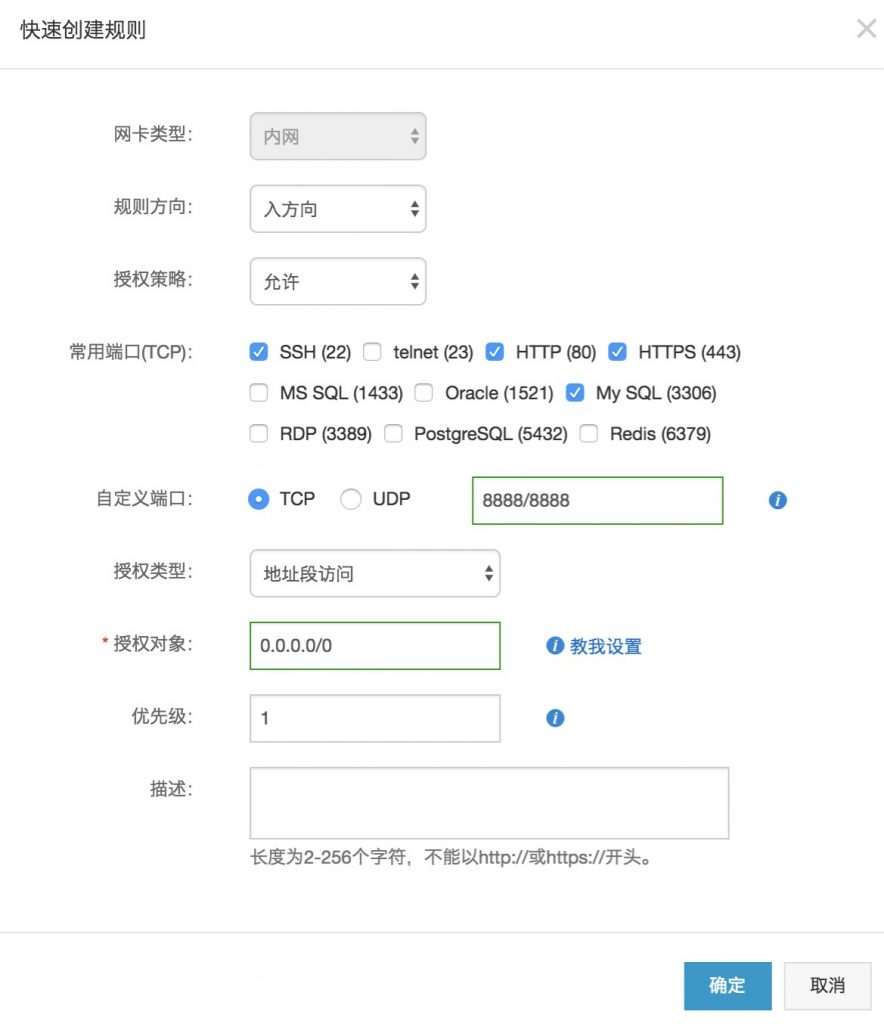 快速创建规则
网卡类型: 内网
规则方向: 入方向
授权策略: 允许
常用端口(TCP): SSH (22) telnet (23) HTTP (80) HTTPS (443)
MS SQL (1433) Oracle (1521) My SQL (3306)
RDP (3389) PostgreSQL (5432) Redis (6379)
自定义端口: TCP UDP 8888/8888
授权类型: 地址段访问
* 授权对象: 0.0.0.0/0 教我设置
优先级: 1
描述:
长度为2-256个字符，不能以http://或https://开头。
确定 取消